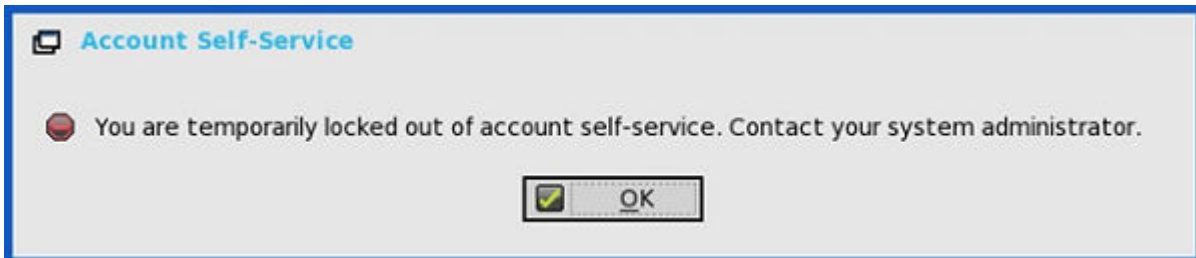 Account Self-Service
You are temporarily locked out of account self-service. Contact your system administrator.
OK